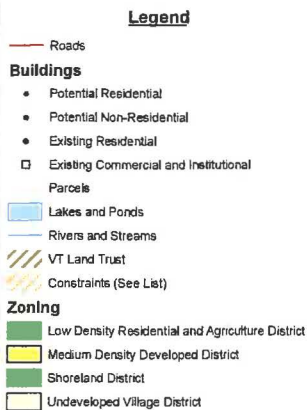 Legend
Roads
Buildings
Potential Residential
Potential Non-Residential
Existing Residential
Existing Commercial and Institutional
Parcels
Lakes and Ponds
Rivers and Streams
VT Land Trust
Constraints (See List)
Zoning
Low Density Residential and Agriculture District
Medium Density Developed District
Shoreland District
Undeveloped Village District